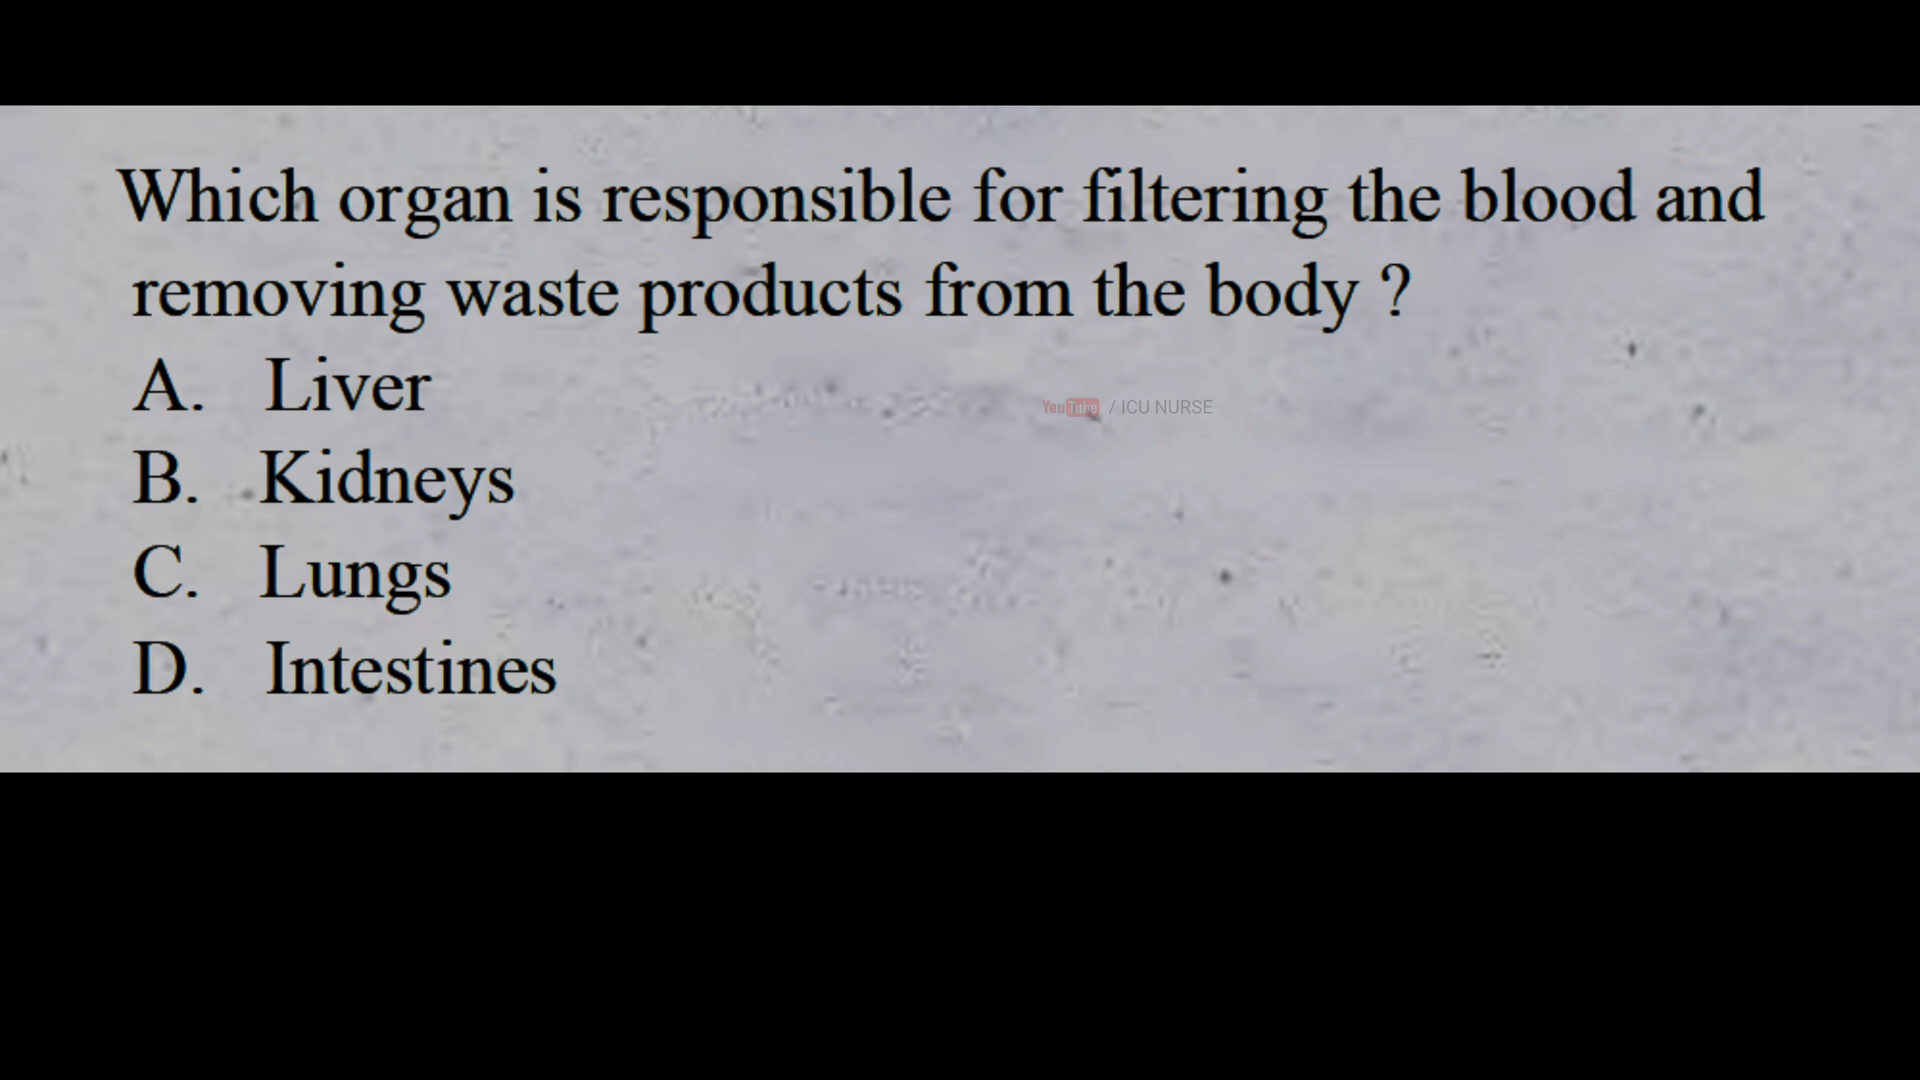 Which organ is responsible for filtering the blood and
removing waste products from the body ?
A. Liver
YouTube / ICU NURSE
B. Kidneys
C. Lungs
D. Intestines